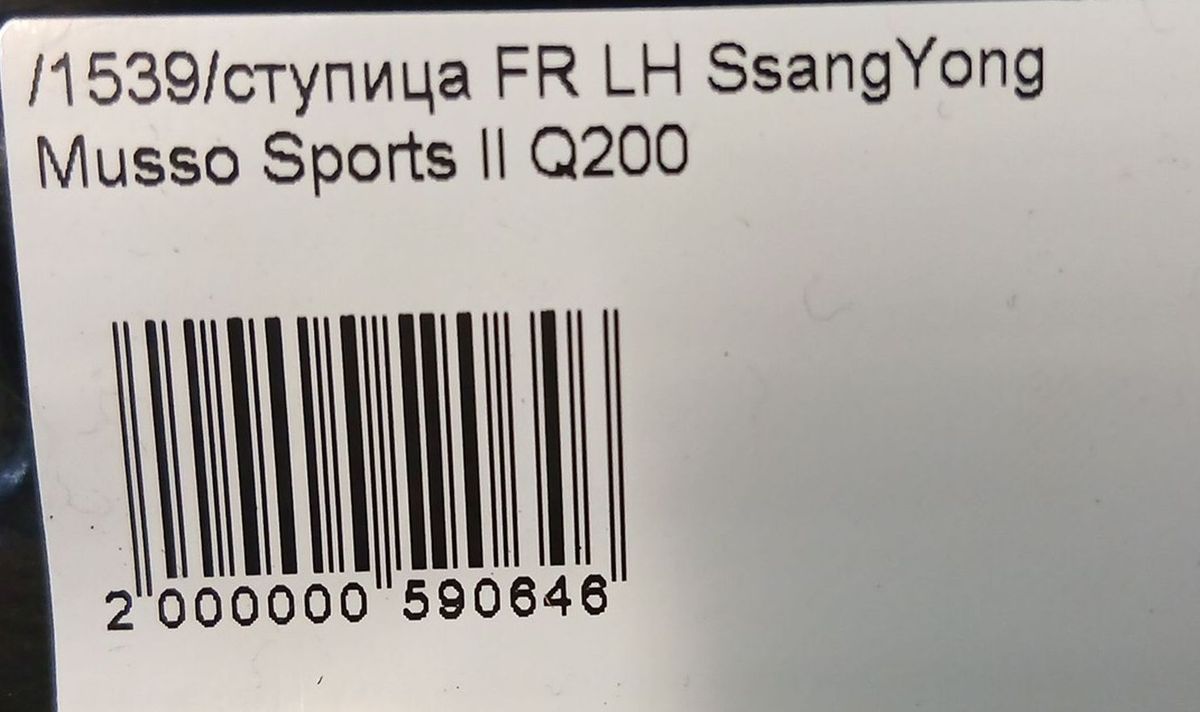 /1539/ступица FR LH SsangYong
Musso Sports II Q200
2 000000 590646